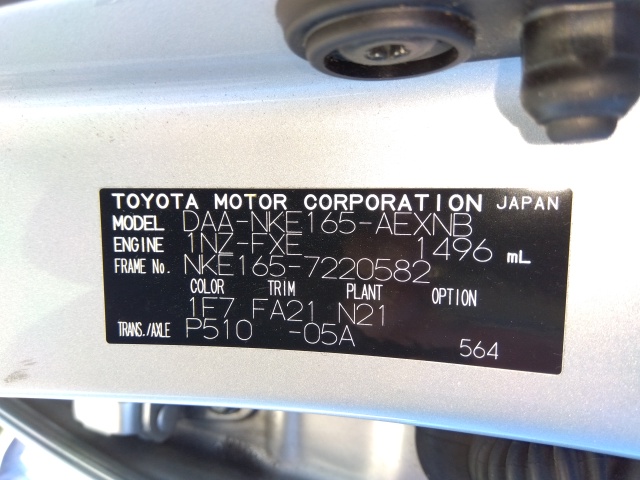 TOYOTA MOTOR CORPORATION JAPAN
MODEL DAA-NKE165-AEXNB
ENGINE 1NZ-FXE 1496 mL
FRAME No. NKE165-7220582
COLOR TRIM PLANT OPTION
1F7 FA21 N21
TRANS./AXLE P510 -05A
564